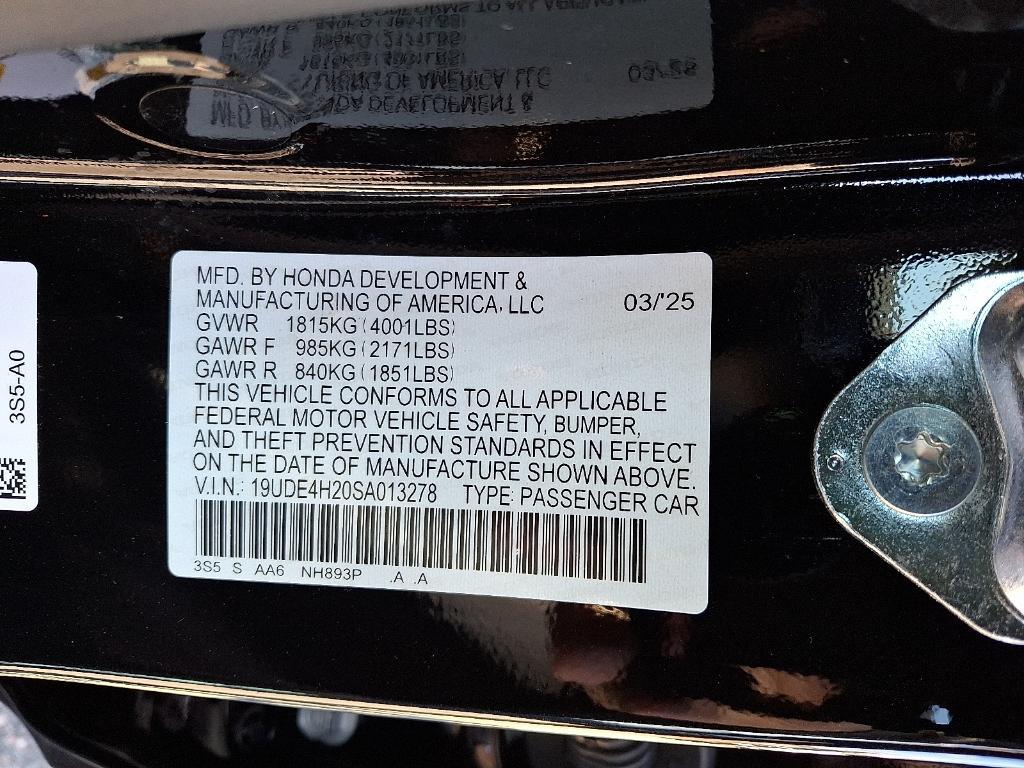 MFD. BY HONDA DEVELOPMENT &
MANUFACTURING OF AMERICA, LLC 03/'25
GVWR 1815KG (4001LBS)
GAWR F 985KG (2171LBS)
GAWR R 840KG (1851LBS)
THIS VEHICLE CONFORMS TO ALL APPLICABLE
FEDERAL MOTOR VEHICLE SAFETY, BUMPER,
AND THEFT PREVENTION STANDARDS IN EFFECT
ON THE DATE OF MANUFACTURE SHOWN ABOVE.
V.I.N.: 19UDE4H20SA013278 TYPE: PASSENGER CAR
3S5 S AA6 NH893P .A .A
3S5-A0